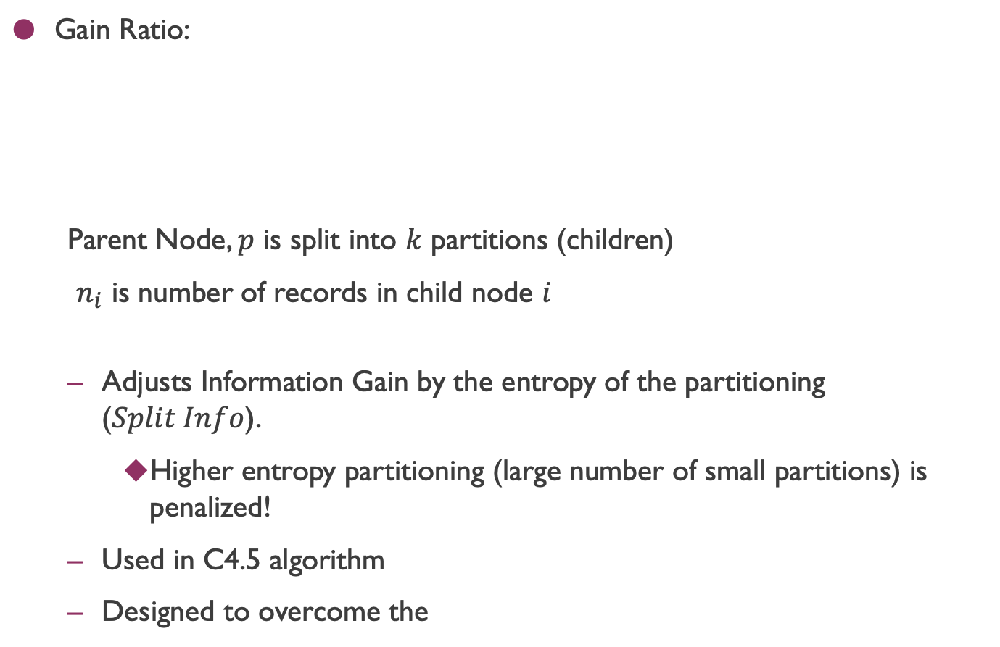 Gain Ratio:
Parent Node, 𝑝 is split into 𝑘 partitions (children)
𝑛ᵢ is number of records in child node 𝑖
– Adjusts Information Gain by the entropy of the partitioning
(𝑆𝑝𝑙𝑖𝑡 𝐼𝑛𝑓𝑜).
Higher entropy partitioning (large number of small partitions) is
penalized!
– Used in C4.5 algorithm
– Designed to overcome the